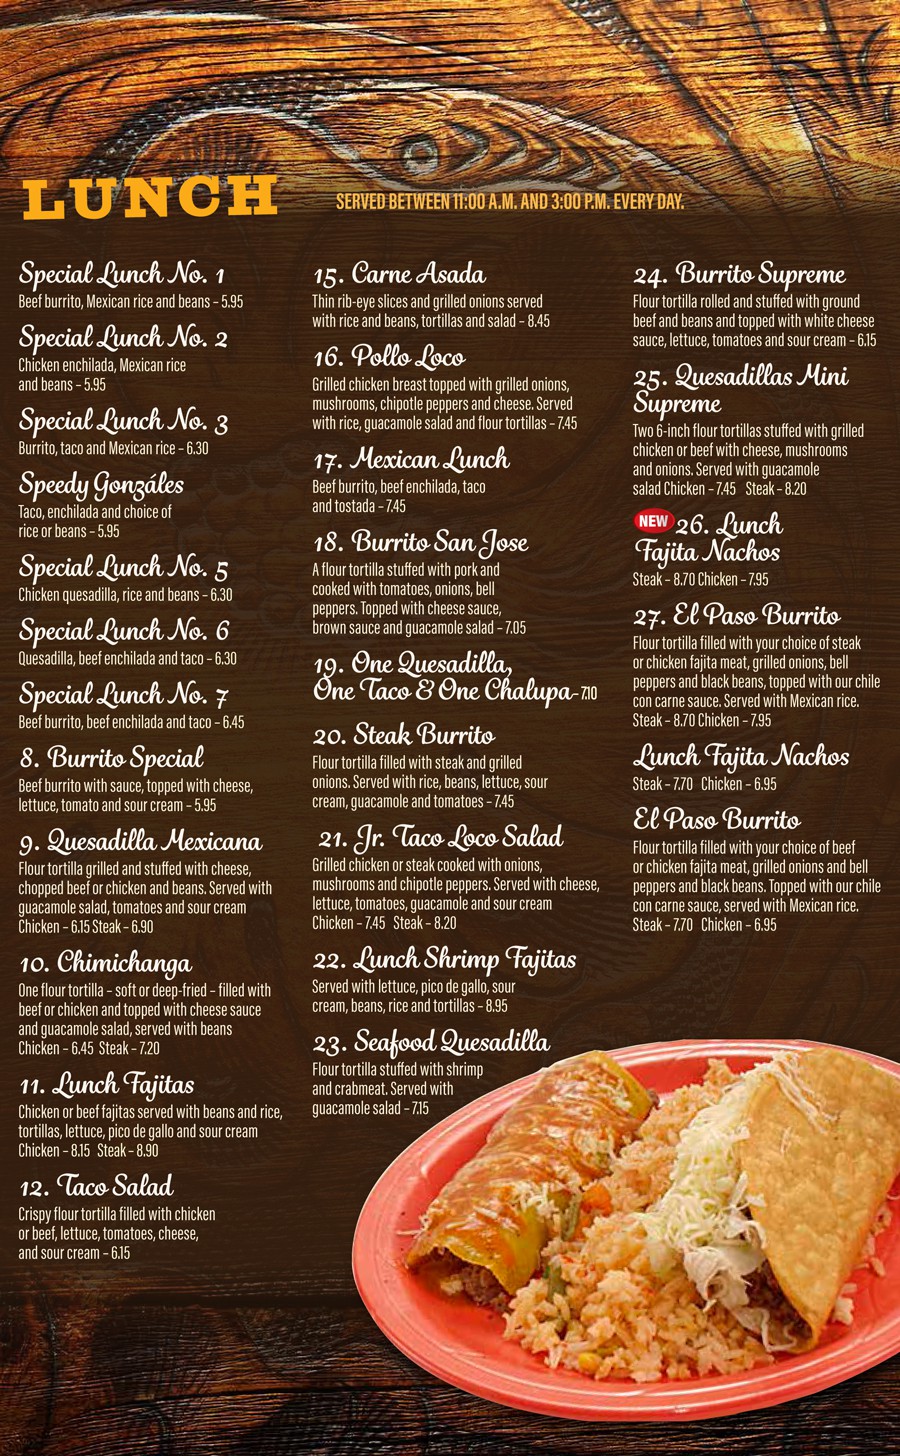 LUNCH
SERVED BETWEEN 11:00 A.M. AND 3:00 P.M. EVERY DAY.
Special Lunch No. 1
Beef burrito, Mexican rice and beans – 5.95
Special Lunch No. 2
Chicken enchilada, Mexican rice
and beans – 5.95
Special Lunch No. 3
Burrito, taco and Mexican rice – 6.30
Speedy Gonzáles
Taco, enchilada and choice of
rice or beans – 5.95
Special Lunch No. 5
Chicken quesadilla, rice and beans – 6.30
Special Lunch No. 6
Quesadilla, beef enchilada and taco – 6.30
Special Lunch No. 7
Beef burrito, beef enchilada and taco – 6.45
8. Burrito Special
Beef burrito with sauce, topped with cheese,
lettuce, tomato and sour cream – 5.95
9. Quesadilla Mexicana
Flour tortilla grilled and stuffed with cheese,
chopped beef or chicken and beans. Served with
guacamole salad, tomatoes and sour cream
Chicken – 6.15 Steak – 6.90
10. Chimichanga
One flour tortilla – soft or deep-fried – filled with
beef or chicken and topped with cheese sauce
and guacamole salad, served with beans
Chicken – 6.45 Steak – 7.20
11. Lunch Fajitas
Chicken or beef fajitas served with beans and rice,
tortillas, lettuce, pico de gallo and sour cream
Chicken – 8.15 Steak – 8.90
12. Taco Salad
Crispy flour tortilla filled with chicken
or beef, lettuce, tomatoes, cheese,
and sour cream – 6.15
15. Carne Asada
Thin rib-eye slices and grilled onions served
with rice and beans, tortillas and salad – 8.45
16. Pollo Loco
Grilled chicken breast topped with grilled onions,
mushrooms, chipotle peppers and cheese. Served
with rice, guacamole salad and flour tortillas – 7.45
17. Mexican Lunch
Beef burrito, beef enchilada, taco
and tostada – 7.45
18. Burrito San Jose
A flour tortilla stuffed with pork and
cooked with tomatoes, onions, bell
peppers. Topped with cheese sauce,
brown sauce and guacamole salad – 7.05
19. One Quesadilla,
One Taco & One Chalupa – 7.10
20. Steak Burrito
Flour tortilla filled with steak and grilled
onions. Served with rice, beans, lettuce, sour
cream, guacamole and tomatoes – 7.45
21. Jr. Taco Loco Salad
Grilled chicken or steak cooked with onions,
mushrooms and chipotle peppers. Served with cheese,
lettuce, tomatoes, guacamole and sour cream
Chicken – 7.45 Steak – 8.20
22. Lunch Shrimp Fajitas
Served with lettuce, pico de gallo, sour
cream, beans, rice and tortillas – 8.95
23. Seafood Quesadilla
Flour tortilla stuffed with shrimp
and crabmeat. Served with
guacamole salad – 7.15
24. Burrito Supreme
Flour tortilla rolled and stuffed with ground
beef and beans and topped with white cheese
sauce, lettuce, tomatoes and sour cream – 6.15
25. Quesadillas Mini
Supreme
Two 6-inch flour tortillas stuffed with grilled
chicken or beef with cheese, mushrooms
and onions. Served with guacamole
salad Chicken – 7.45 Steak – 8.20
NEW 26. Lunch
Fajita Nachos
Steak – 8.70 Chicken – 7.95
27. El Paso Burrito
Flour tortilla filled with your choice of steak
or chicken fajita meat, grilled onions, bell
peppers and black beans, topped with our chile
con carne sauce. Served with Mexican rice.
Steak – 8.70 Chicken – 7.95
Lunch Fajita Nachos
Steak – 7.70 Chicken – 6.95
El Paso Burrito
Flour tortilla filled with your choice of beef
or chicken fajita meat, grilled onions and bell
peppers and black beans. Topped with our chile
con carne sauce, served with Mexican rice.
Steak – 7.70 Chicken – 6.95